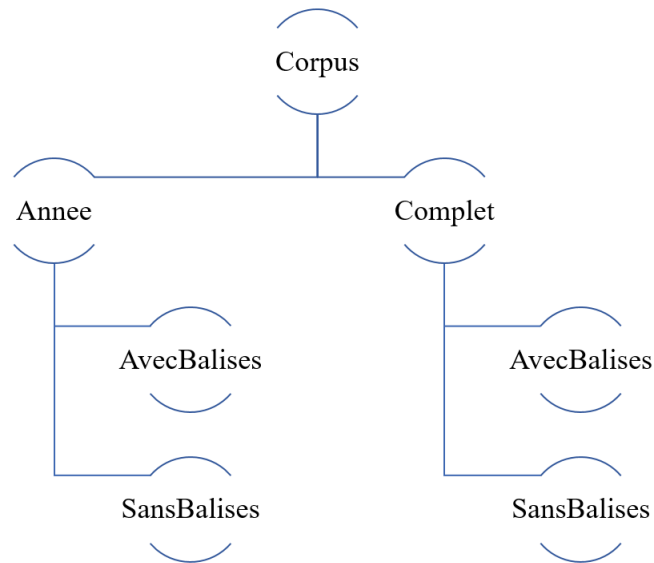 Corpus
Annee
Complet
AvecBalises
AvecBalises
SansBalises
SansBalises